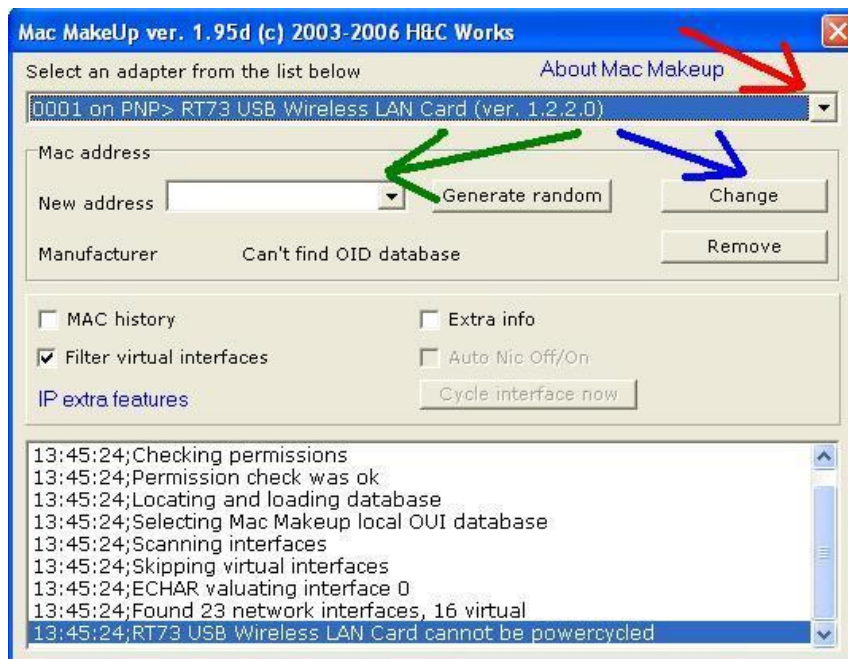 Mac MakeUp ver. 1.95d (c) 2003-2006 H&C Works
Select an adapter from the list below
About Mac Makeup
0001 on PNP> RT73 USB Wireless LAN Card (ver. 1.2.2.0)
Mac address
New address
Generate random
Change
Manufacturer
Can't find OID database
Remove
MAC history
Extra info
Filter virtual interfaces
Auto Nic Off/On
IP extra features
Cycle interface now
13:45:24;Checking permissions
13:45:24;Permission check was ok
13:45:24;Locating and loading database
13:45:24;Selecting Mac Makeup local OUI database
13:45:24;Scanning interfaces
13:45:24;Skipping virtual interfaces
13:45:24;ECHAR valuating interface 0
13:45:24;Found 23 network interfaces, 16 virtual
13:45:24;RT73 USB Wireless LAN Card cannot be powercycled